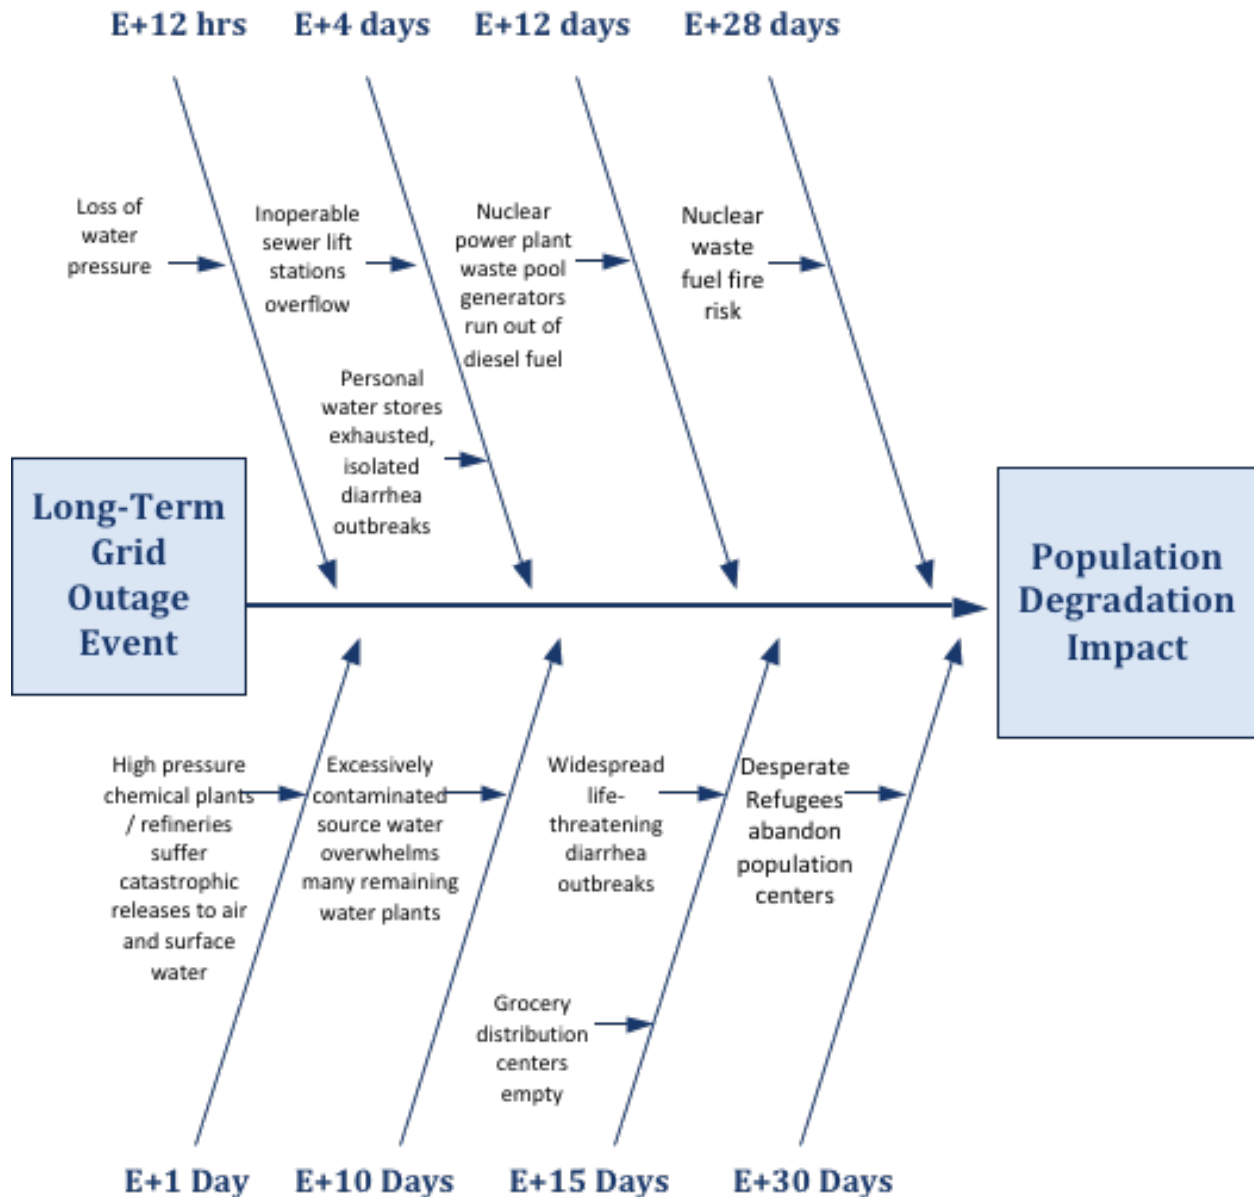 E+12 hrs
E+4 days
E+12 days
E+28 days
Loss of
water
pressure
Inoperable
sewer lift
stations
overflow
Personal
water stores
exhausted,
isolated
diarrhea
outbreaks
Nuclear
power plant
waste pool
generators
run out of
diesel fuel
Nuclear
waste
fuel fire
risk
Long-Term
Grid
Outage
Event
Population
Degradation
Impact
High pressure
chemical plants
/ refineries
suffer
catastrophic
releases to air
and surface
water
Excessively
contaminated
source water
overwhelms
many remaining
water plants
Widespread
life-
threatening
diarrhea
outbreaks
Grocery
distribution
centers
empty
Desperate
Refugees
abandon
population
centers
E+1 Day
E+10 Days
E+15 Days
E+30 Days